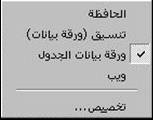 الحافظة
تنسيق (ورقة بيانات)
ورقة بيانات الجدول
ويب
تخصيص...